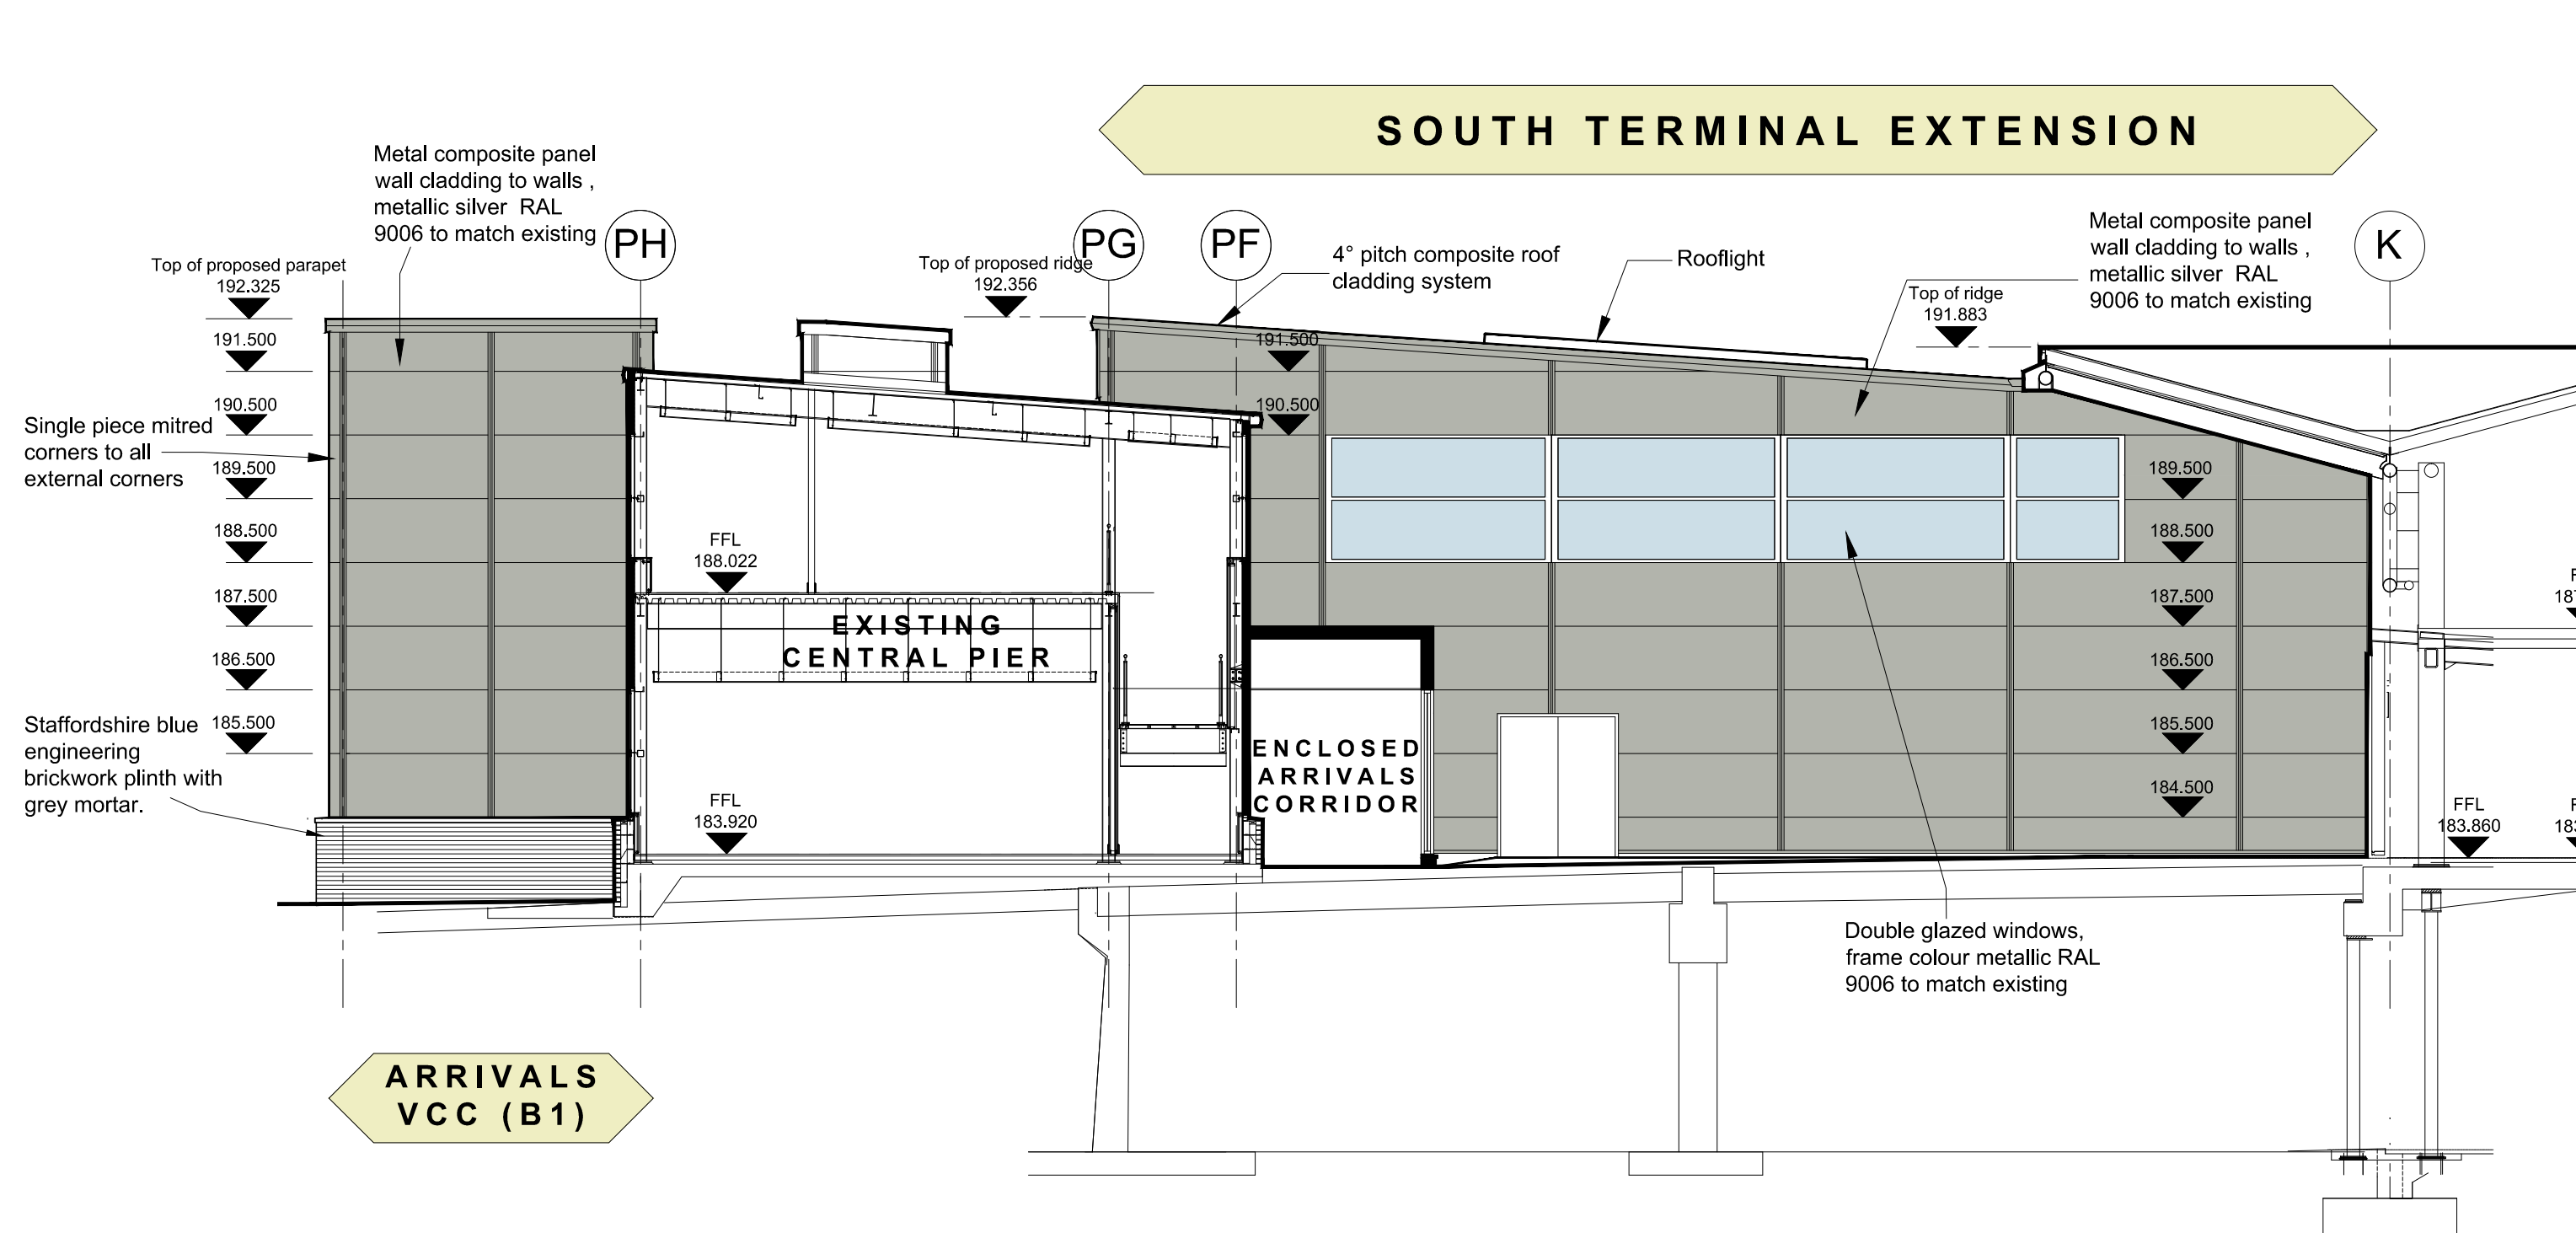 SOUTH TERMINAL EXTENSION
Metal composite panel
wall cladding to walls ,
metallic silver RAL
9006 to match existing
PH
PG
PF
K
Metal composite panel
wall cladding to walls ,
metallic silver RAL
9006 to match existing
4° pitch composite roof
cladding system
Rooflight
Top of proposed parapet
192.325
Top of proposed ridge
192.356
Top of ridge
191.883
191.500
190.500
189.500
188.500
187.500
186.500
185.500
Single piece mitred
corners to all
external corners
Staffordshire blue
engineering
brickwork plinth with
grey mortar.
191.500
190.500
FFL
188.022
EXISTING
CENTRAL PIER
FFL
183.920
ENCLOSED
ARRIVALS
CORRIDOR
189.500
188.500
187.500
186.500
185.500
184.500
FFL
183.860
Double glazed windows,
frame colour metallic RAL
9006 to match existing
ARRIVALS
VCC (B1)